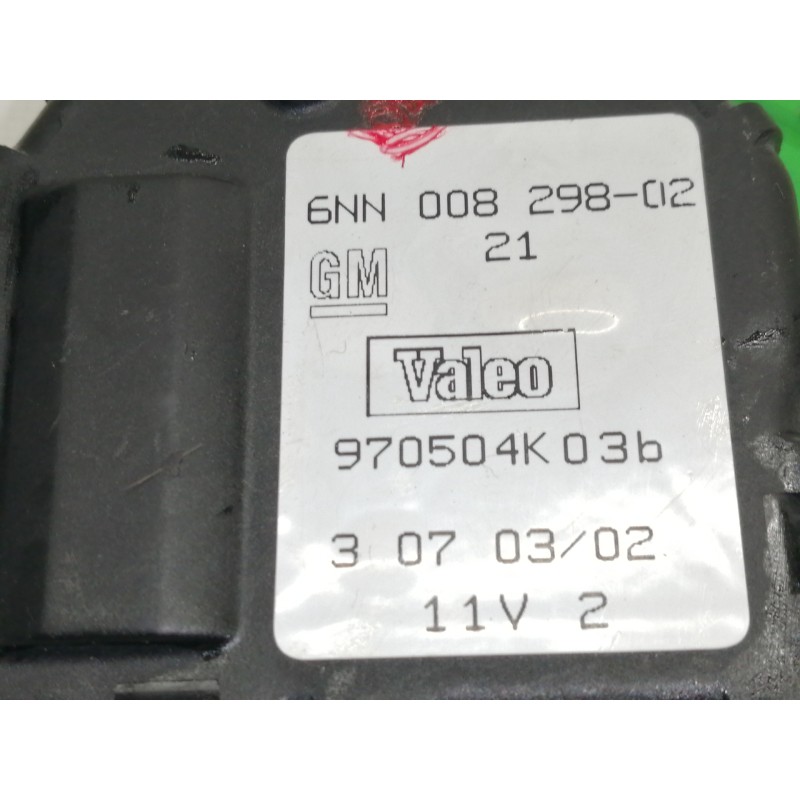 6NN 008 298-02
21
GM
Valeo
970504K03b
3 07 03/02
11V 2